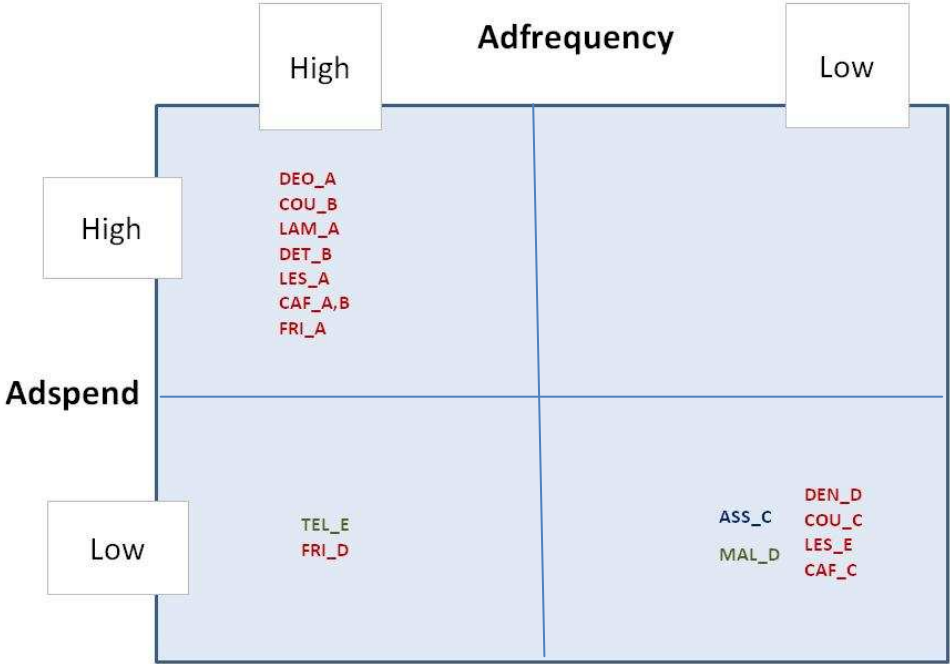 Adfrequency
High
Low
High
DEO_A
COU_B
LAM_A
DET_B
LES_A
CAF_A,B
FRI_A
Adspend
Low
TEL_E
FRI_D
ASS_C
MAL_D
DEN_D
COU_C
LES_E
CAF_C